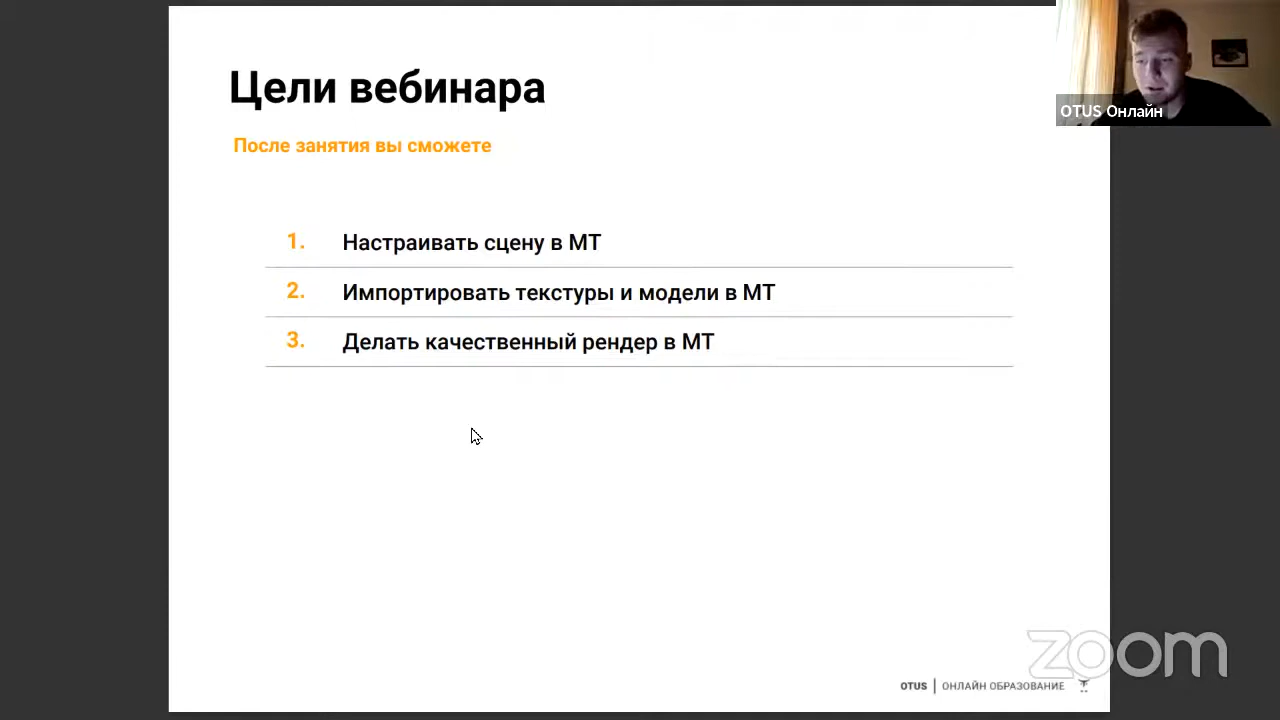 Цели вебинара
После занятия вы сможете
1. Настраивать сцену в МТ
2. Импортировать текстуры и модели в МТ
3. Делать качественный рендер в МТ
OTUS Онлайн
zoom
OTUS | ОНЛАЙН ОБРАЗОВАНИЕ